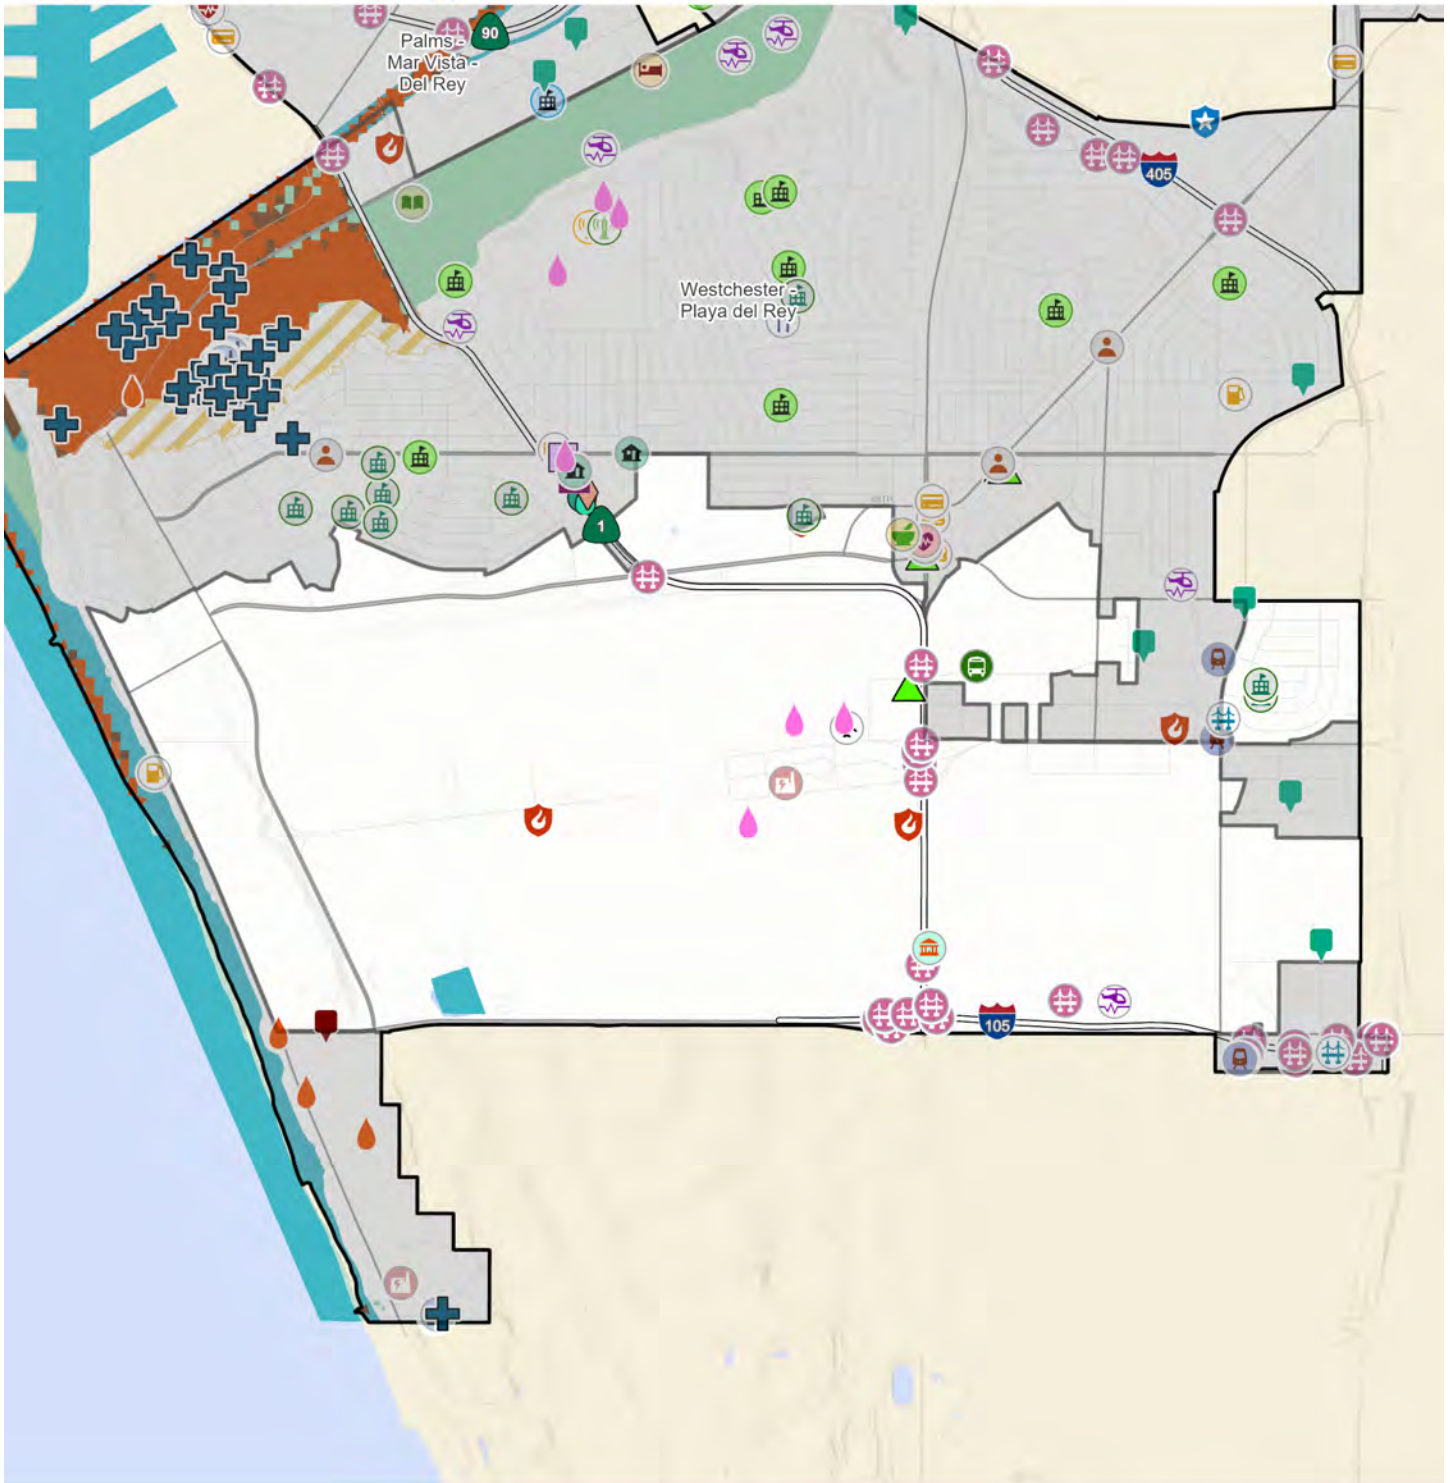 90
Palms -
Mar Vista -
Del Rey
405
Westchester -
Playa del Rey
1
105